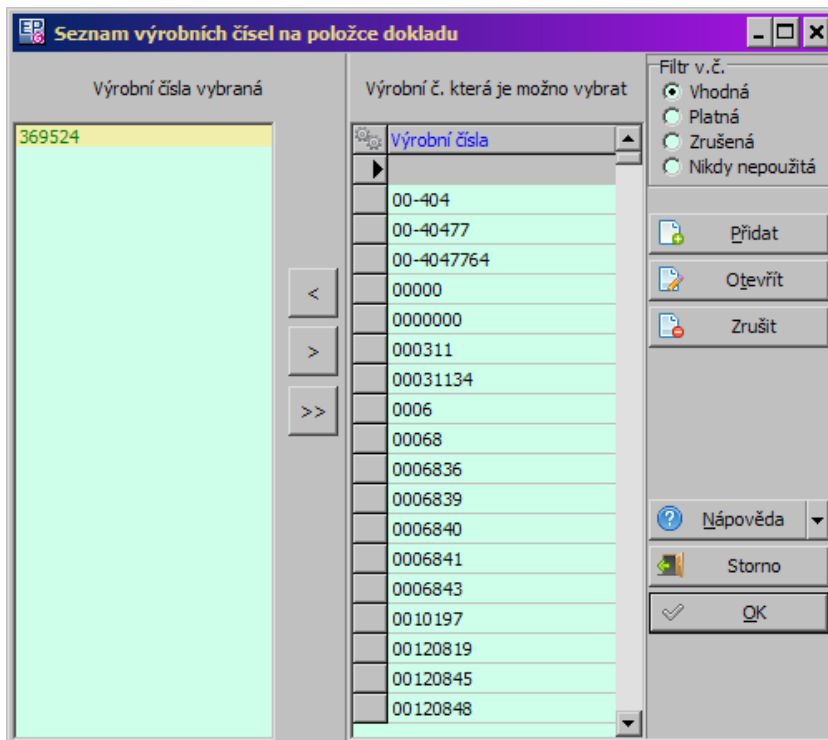 Seznam výrobních čísel na položce dokladu
Výrobní čísla vybraná
369524
<
>
>>
Výrobní č. která je možno vybrat
Výrobní čísla
00-404
00-40477
00-4047764
00000
0000000
000311
00031134
0006
00068
0006836
0006839
0006840
0006841
0006843
0010197
00120819
00120845
00120848
Filtr v.č.
Vhodná
Platná
Zrušená
Nikdy nepoužitá
Přidat
Otevřít
Zrušit
Nápověda
Storno
OK